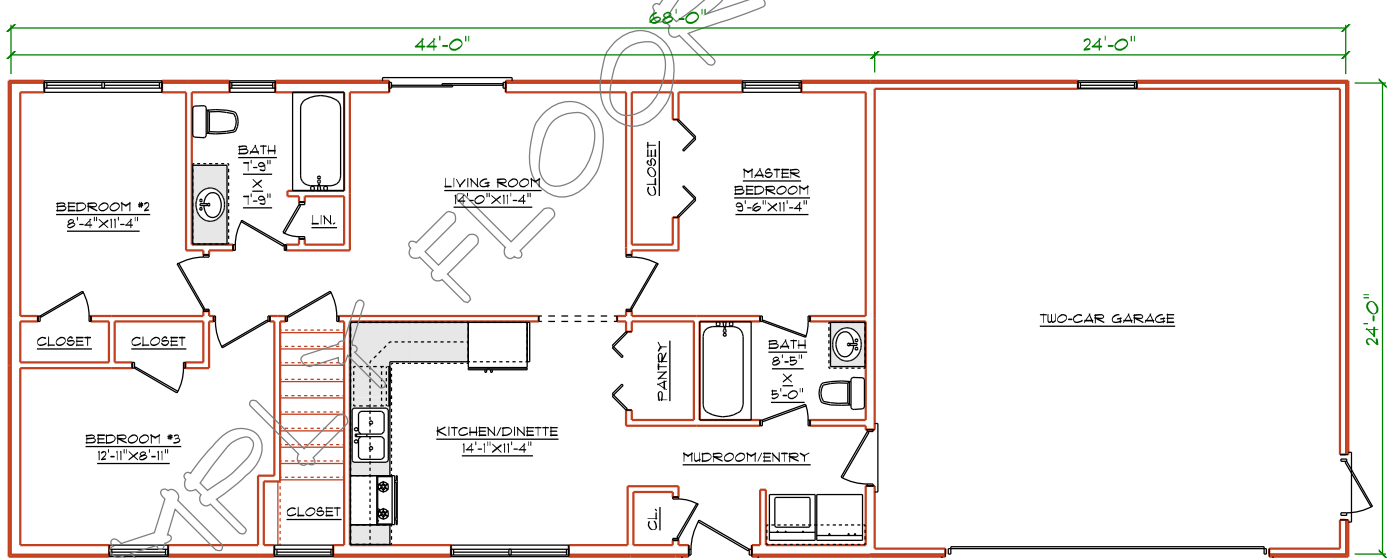 68'-0"
44'-0"
24'-0"
BATH
7'-9"
X
7'-9"
LIN.
BEDROOM #2
8'-4"X11'-4"
LIVING ROOM
14'-0"X11'-4"
CLOSET
MASTER
BEDROOM
9'-6"X11'-4"
TWO-CAR GARAGE
24'-0"
CLOSET
CLOSET
PANTRY
BATH
8'-5"
X
5'-0"
BEDROOM #3
12'-11"X8'-11"
KITCHEN/DINETTE
14'-1"X11'-4"
MUDROOM/ENTRY
CLOSET
CL.